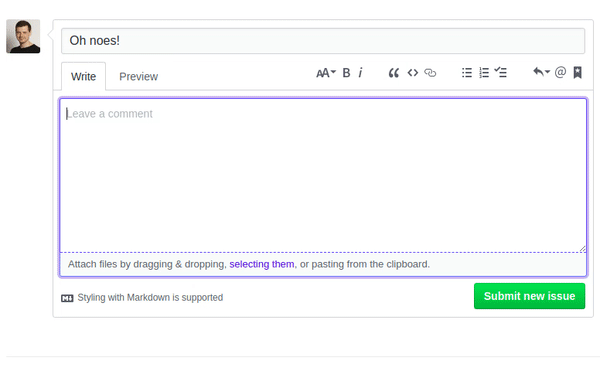 Oh noes!
Write Preview AA B i “ <> @
Leave a comment
Attach files by dragging & dropping, selecting them, or pasting from the clipboard.
Styling with Markdown is supported Submit new issue